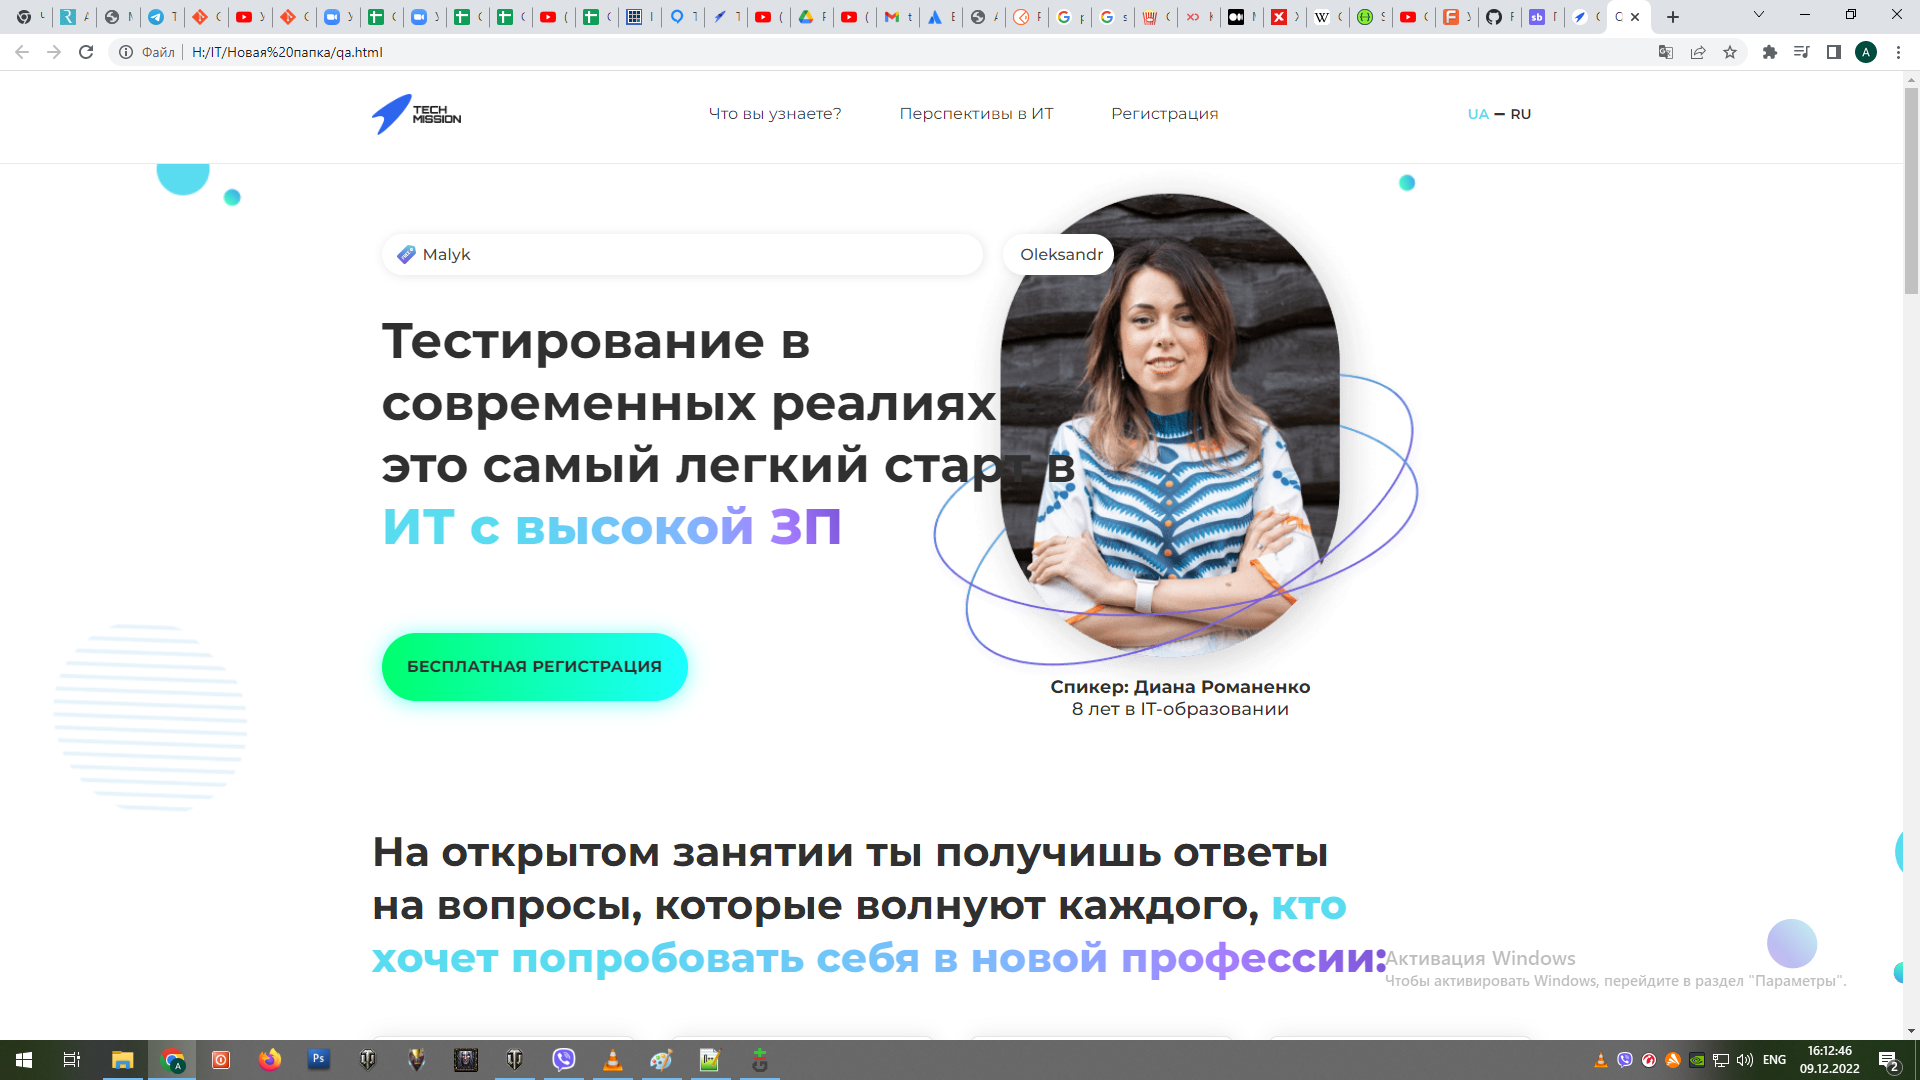 Файл
H:/IT/Новая%20папка/qa.html
A
TECH
MISSION
Что вы узнаете?
Перспективы в ИТ
Регистрация
UA — RU
Malyk
Oleksandr
Тестирование в
современных реалиях
это самый легкий старт в
ИТ с высокой ЗП
БЕСПЛАТНАЯ РЕГИСТРАЦИЯ
Спикер: Диана Романенко
8 лет в IT-образовании
На открытом занятии ты получишь ответы
на вопросы, которые волнуют каждого, кто
хочет попробовать себя в новой профессии:
Активация Windows
Чтобы активировать Windows, перейдите в раздел "Параметры".
ENG
16:12:46
09.12.2022
2